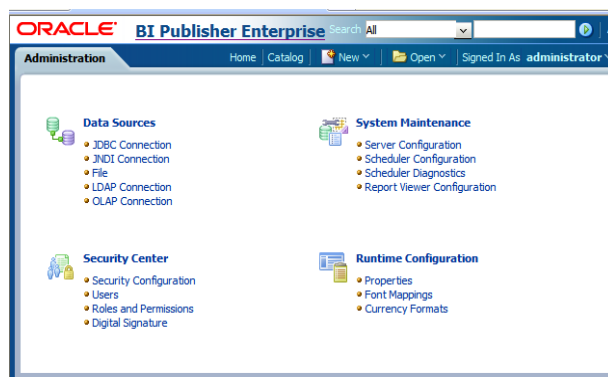 ORACLE BI Publisher Enterprise Search All
Administration Home Catalog New Open Signed In As administrator
Data Sources
JDBC Connection
JNDI Connection
File
LDAP Connection
OLAP Connection
System Maintenance
Server Configuration
Scheduler Configuration
Scheduler Diagnostics
Report Viewer Configuration
Security Center
Security Configuration
Users
Roles and Permissions
Digital Signature
Runtime Configuration
Properties
Font Mappings
Currency Formats